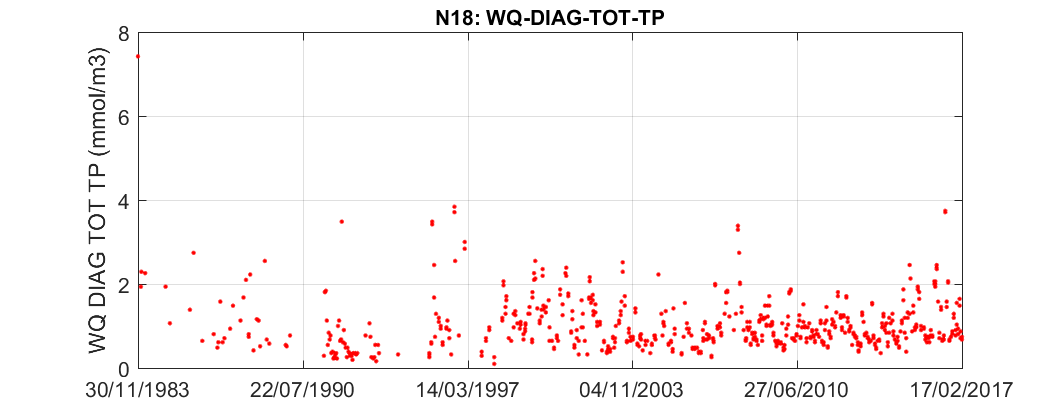 N18: WQ-DIAG-TOT-TP
WQ DIAG TOT TP (mmol/m3)
8
6
4
2
0
30/11/1983 22/07/1990 14/03/1997 04/11/2003 27/06/2010 17/02/2017